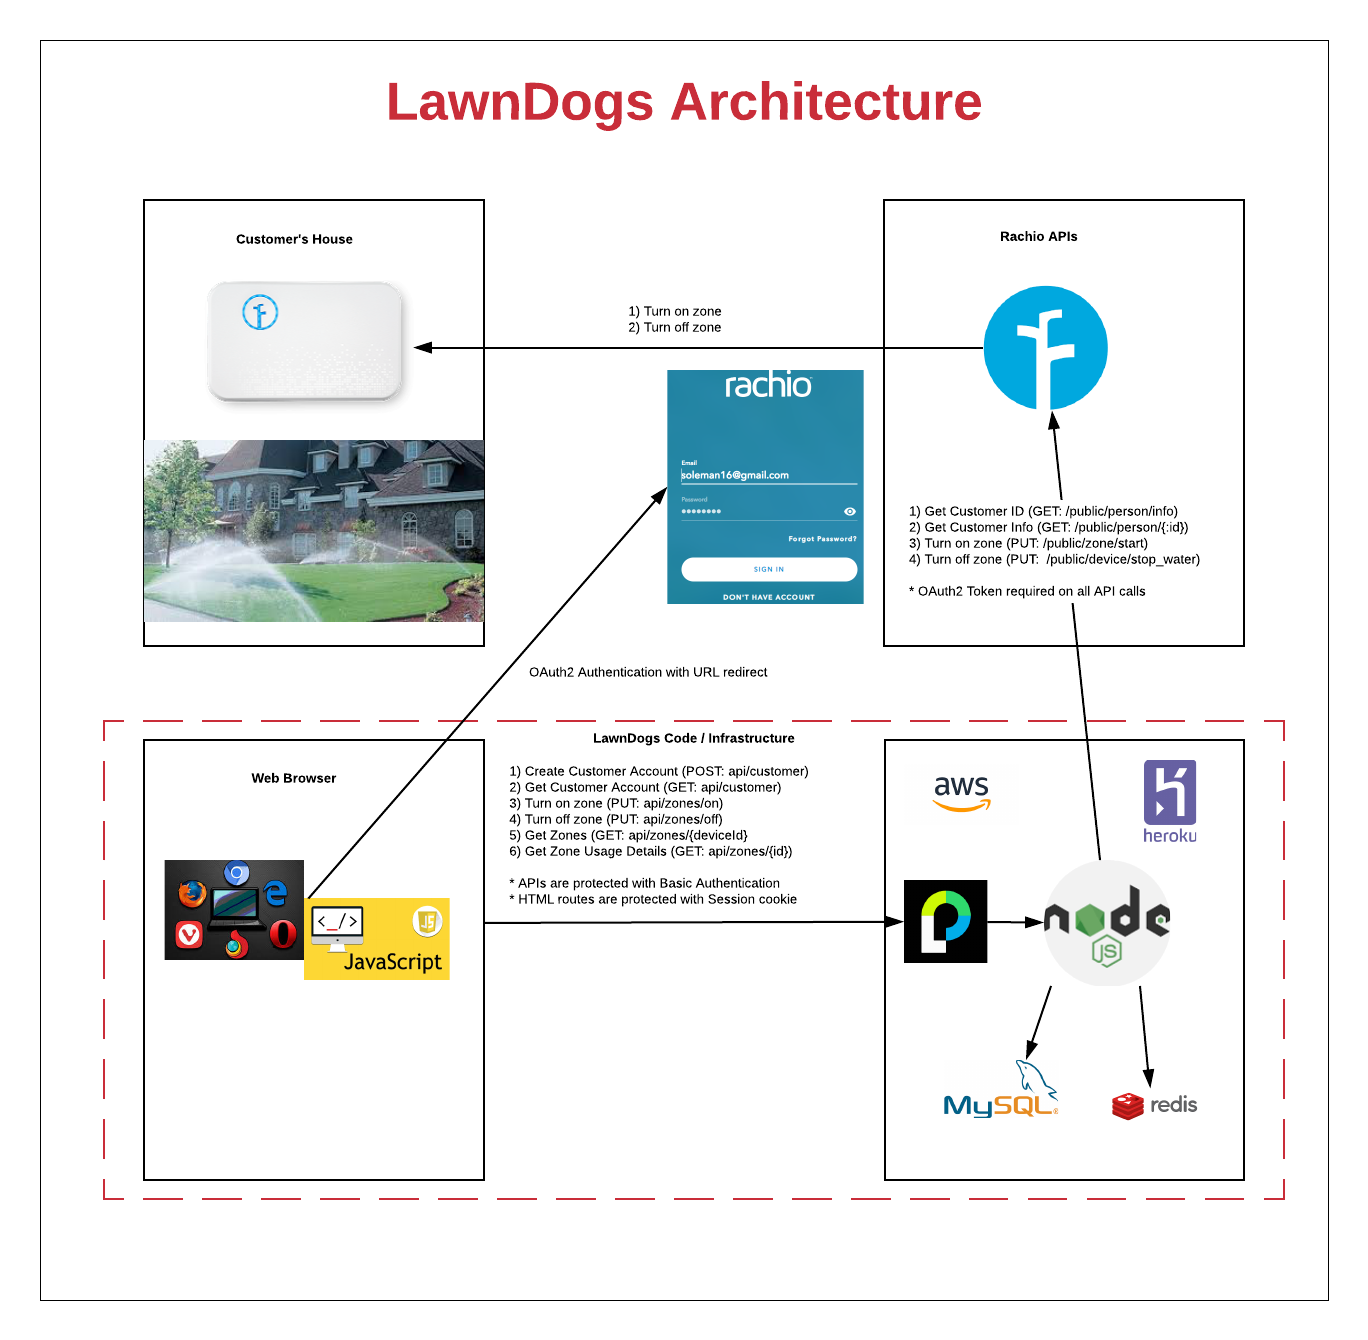 LawnDogs Architecture
Customer's House
Rachio APIs
1) Turn on zone
2) Turn off zone
rachio
Email
soleman16@gmail.com
Password
Forgot Password?
SIGN IN
DON'T HAVE ACCOUNT
1) Get Customer ID (GET: /public/person/info)
2) Get Customer Info (GET: /public/person/{:id})
3) Turn on zone (PUT: /public/zone/start)
4) Turn off zone (PUT:  /public/device/stop_water)
* OAuth2 Token required on all API calls
OAuth2 Authentication with URL redirect
LawnDogs Code / Infrastructure
Web Browser
1) Create Customer Account (POST: api/customer)
2) Get Customer Account (GET: api/customer)
3) Turn on zone (PUT: api/zones/on)
4) Turn off zone (PUT: api/zones/off)
5) Get Zones (GET: api/zones/{deviceId}
6) Get Zone Usage Details (GET: api/zones/{id})
* APIs are protected with Basic Authentication
* HTML routes are protected with Session cookie
<_/>
JS
JavaScript
aws
heroku
node
JS
MySQL®
redis